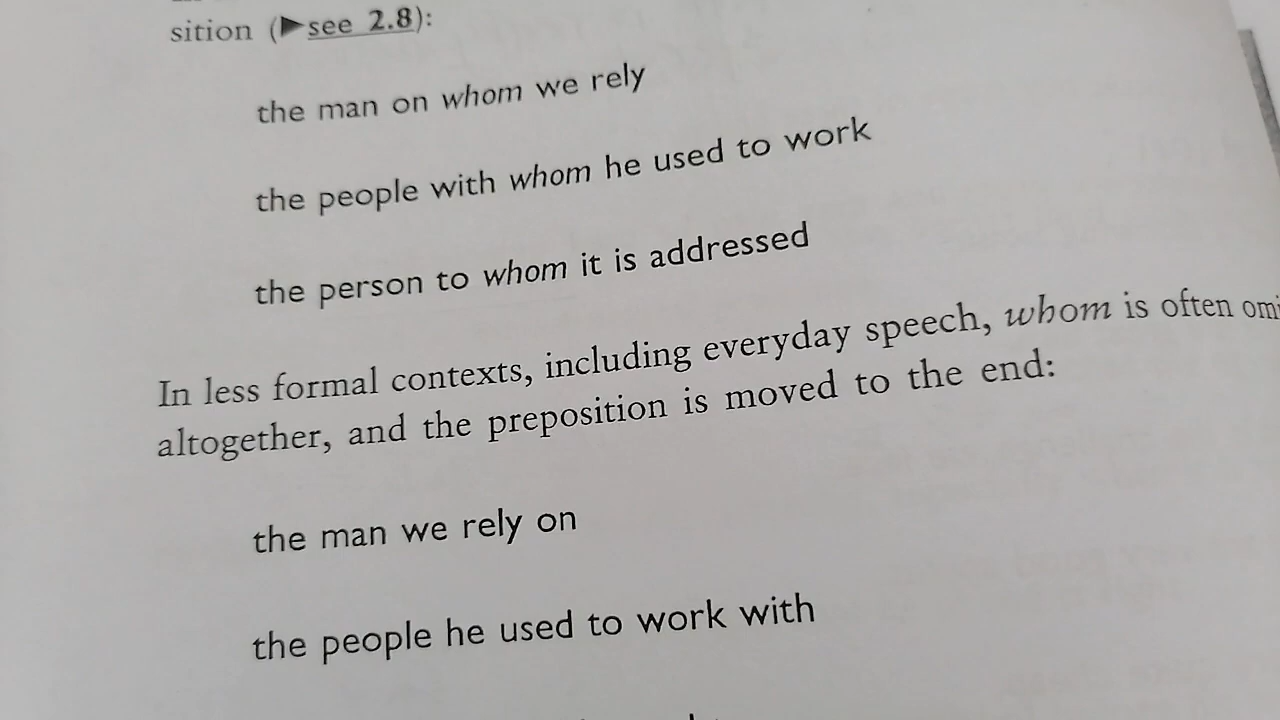 sition (▶see 2.8):
the man on whom we rely
the people with whom he used to work
the person to whom it is addressed
In less formal contexts, including everyday speech, whom is often
altogether, and the preposition is moved to the end:
the man we rely on
the people he used to work with